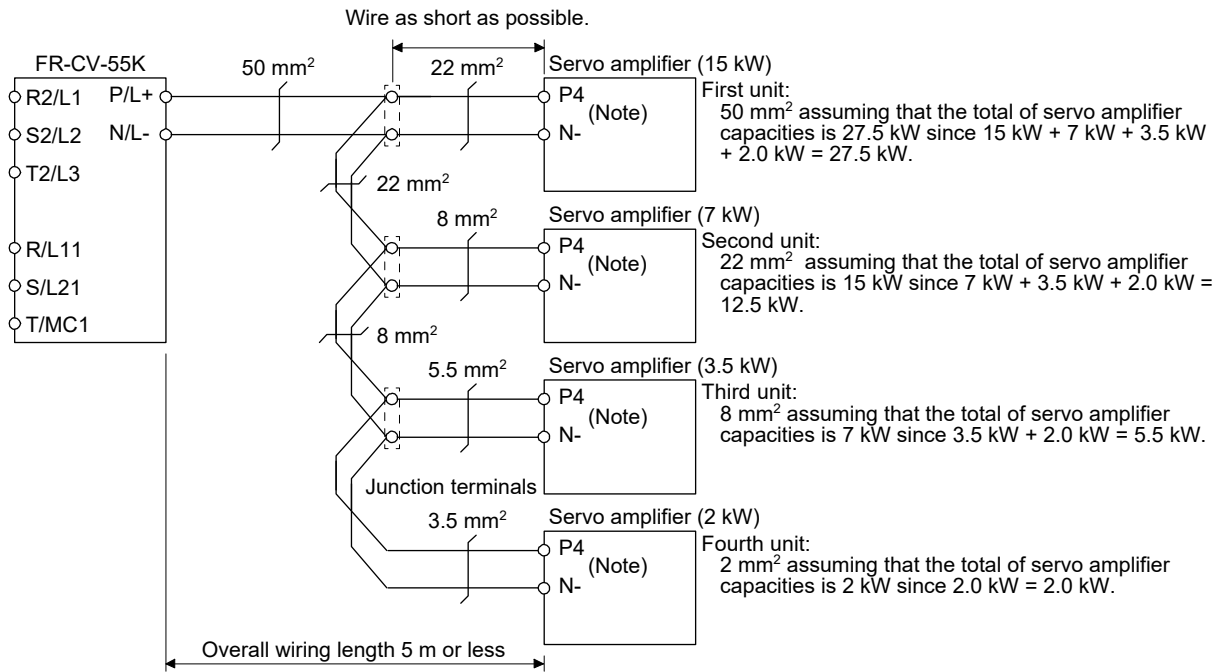 Wire as short as possible.
FR-CV-55K
50 mm²
22 mm²
Servo amplifier (15 kW)
R2/L1
P/L+
S2/L2
N/L-
T2/L3
R/L11
S/L21
T/MC1
P4
(Note)
N-
First unit:
50 mm² assuming that the total of servo amplifier
capacities is 27.5 kW since 15 kW + 7 kW + 3.5 kW
+ 2.0 kW = 27.5 kW.
22 mm²
8 mm²
Servo amplifier (7 kW)
P4
(Note)
N-
Second unit:
22 mm² assuming that the total of servo amplifier
capacities is 15 kW since 7 kW + 3.5 kW + 2.0 kW =
12.5 kW.
8 mm²
5.5 mm²
Servo amplifier (3.5 kW)
P4
(Note)
N-
Third unit:
8 mm² assuming that the total of servo amplifier
capacities is 7 kW since 3.5 kW + 2.0 kW = 5.5 kW.
Junction terminals
3.5 mm²
Servo amplifier (2 kW)
P4
(Note)
N-
Fourth unit:
2 mm² assuming that the total of servo amplifier
capacities is 2 kW since 2.0 kW = 2.0 kW.
Overall wiring length 5 m or less